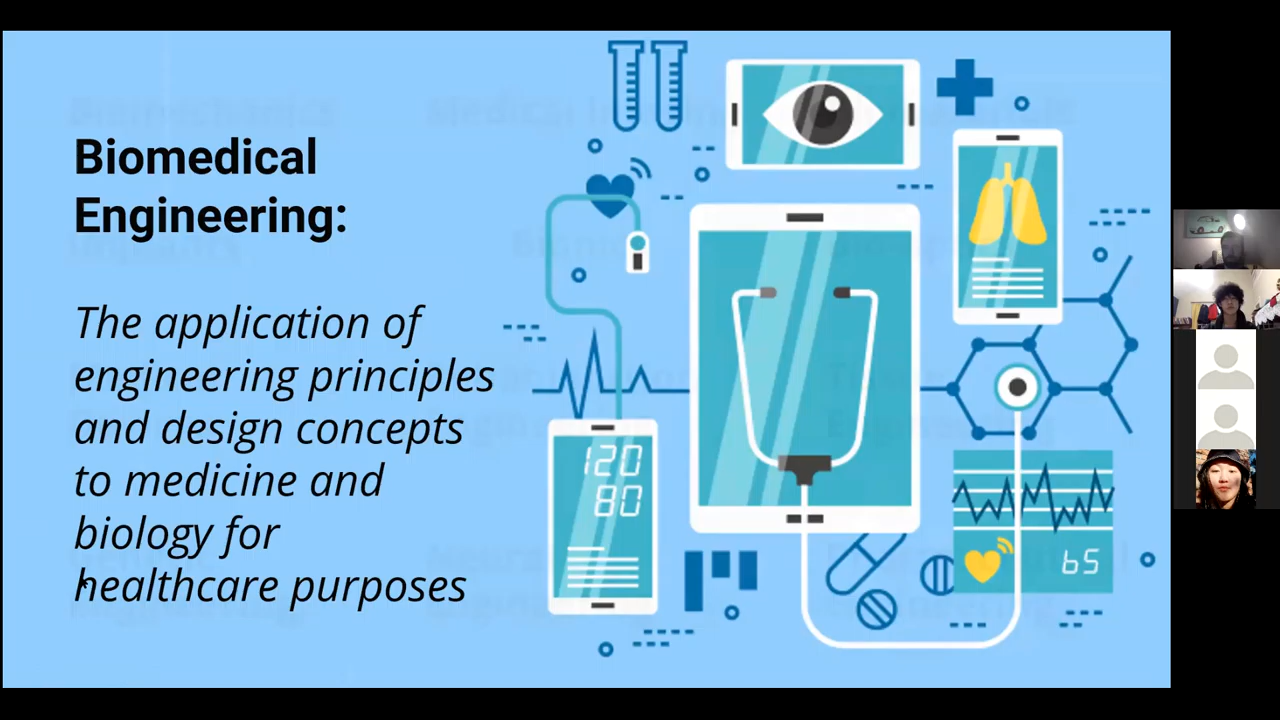 Biomedical
Engineering:
The application of
engineering principles
and design concepts
to medicine and
biology for
healthcare purposes
120
80
65